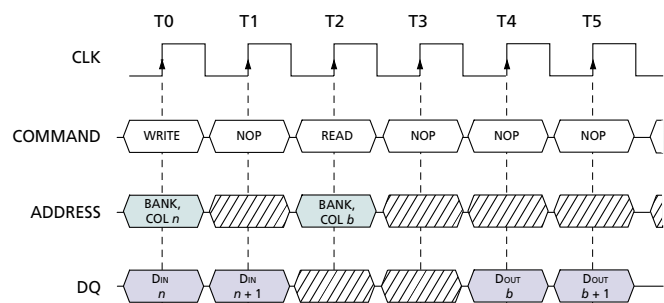 T0 T1 T2 T3 T4 T5
CLK
COMMAND WRITE NOP READ NOP NOP NOP
ADDRESS BANK, COL n BANK, COL b
DQ DIN n DIN n + 1 DOUT b DOUT b + 1